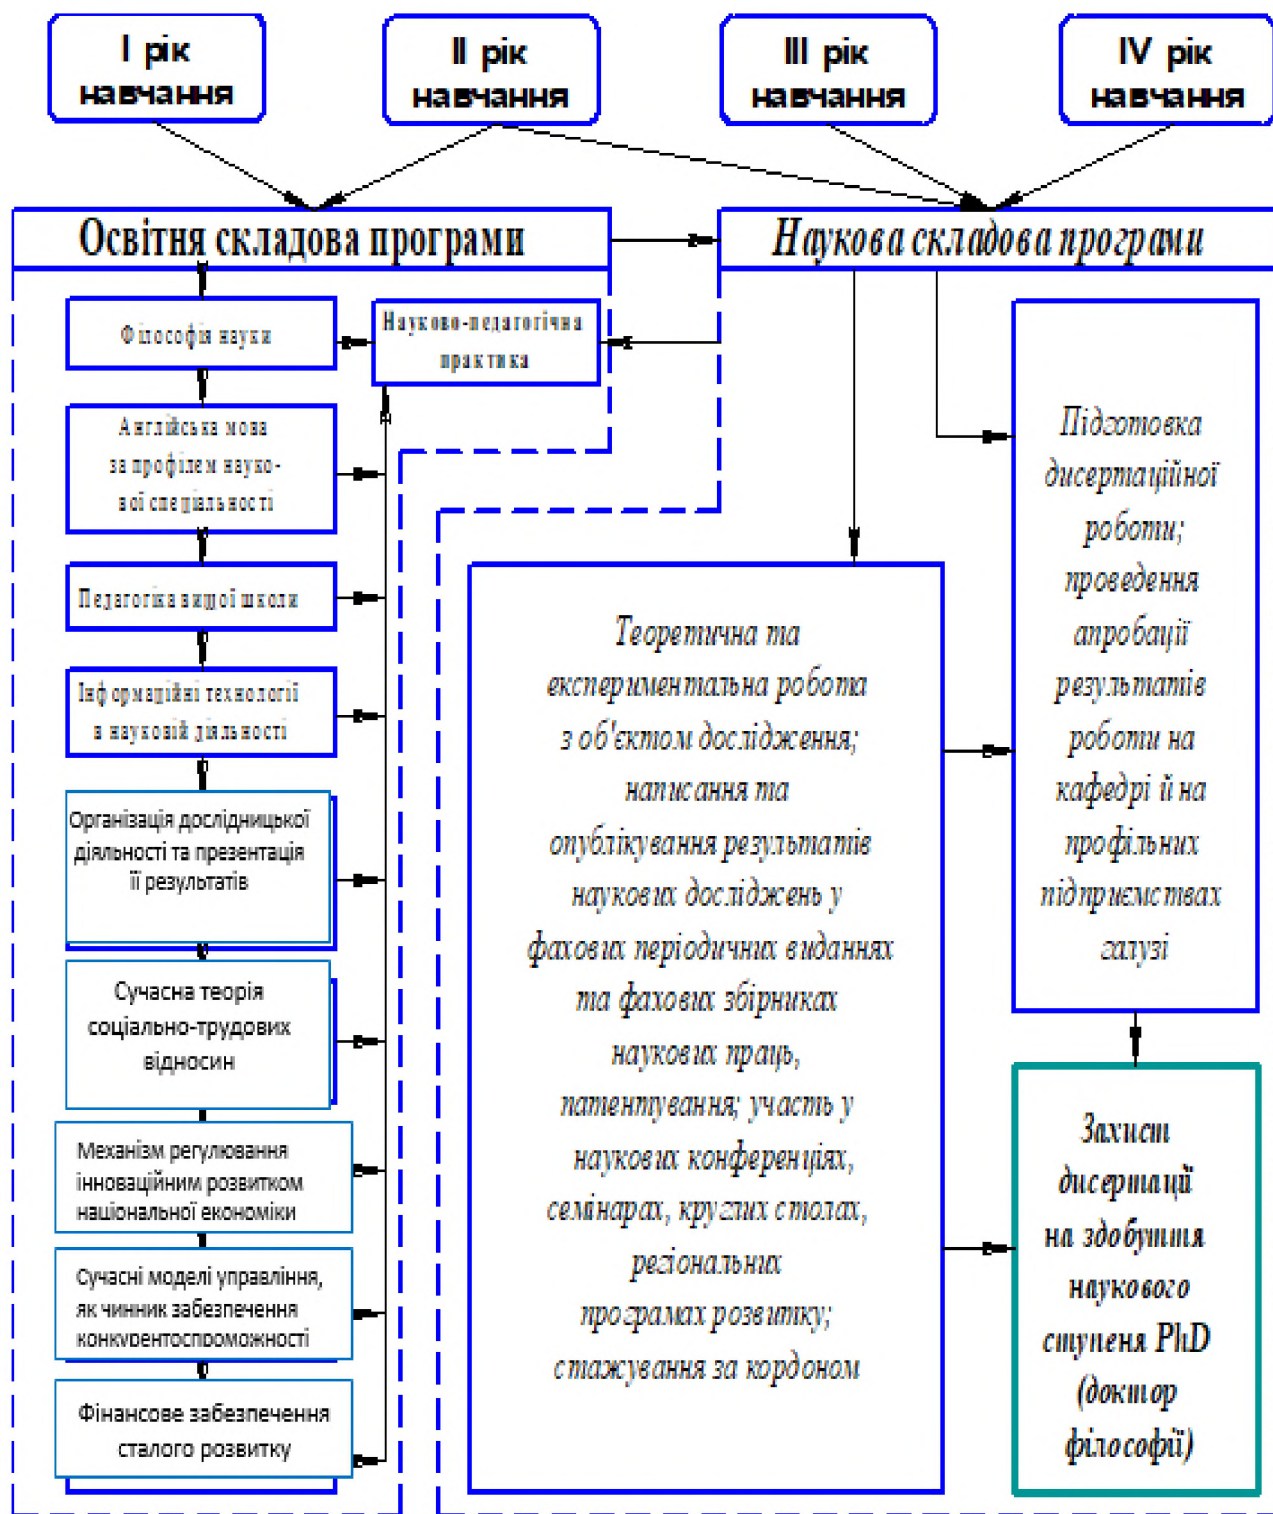 I рік
навчання
II рік
навчання
III рік
навчання
IV рік
навчання
Освітня складова програми
Наукова складова програми
Філософія науки
Науково-педагогічна
практика
Англійська мова
за профілем науко-
вої спеціальності
Педагогіка вищої школи
Інформаційні технології
в науковій діяльності
Організація дослідницької
діяльності та презентація
її результатів
Сучасна теорія
соціально-трудових
відносин
Механізм регулювання
інноваційним розвитком
національної економіки
Сучасні моделі управління,
як чинник забезпечення
конкурентоспроможності
Фінансове забезпечення
сталого розвитку
Теоретична та
експериментальна робота
з об'єктом дослідження;
написання та
опублікування результатів
наукових досліджень у
фахових періодичних виданнях
та фахових збірниках
наукових праць,
патентування; участь у
наукових конференціях,
семінарах, круглих столах,
регіональних
програмах розвитку;
стажування за кордоном
Підготовка
дисертаційної
роботи;
проведення
апробації
результатів
роботи на
кафедрі й на
профільних
підприємствах
галузі
Захист
дисертації
на здобуття
наукового
ступеня PhD
(доктор
філософії)